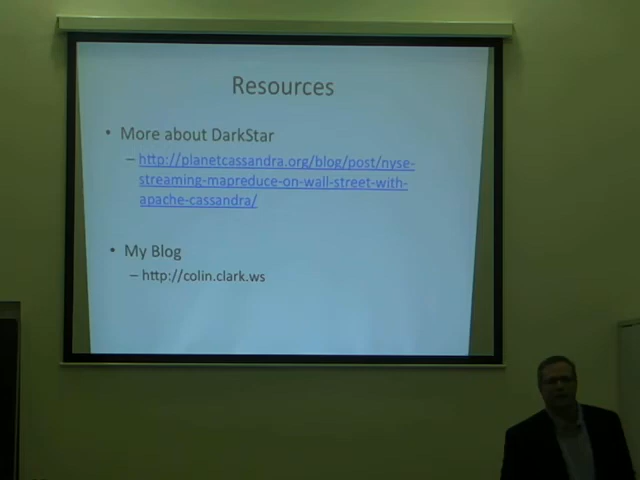 Resources
• More about DarkStar
– http://planetcassandra.org/blog/post/nyse-
streaming-mapreduce-on-wall-street-with-
apache-cassandra/
• My Blog
– http://colin.clark.ws